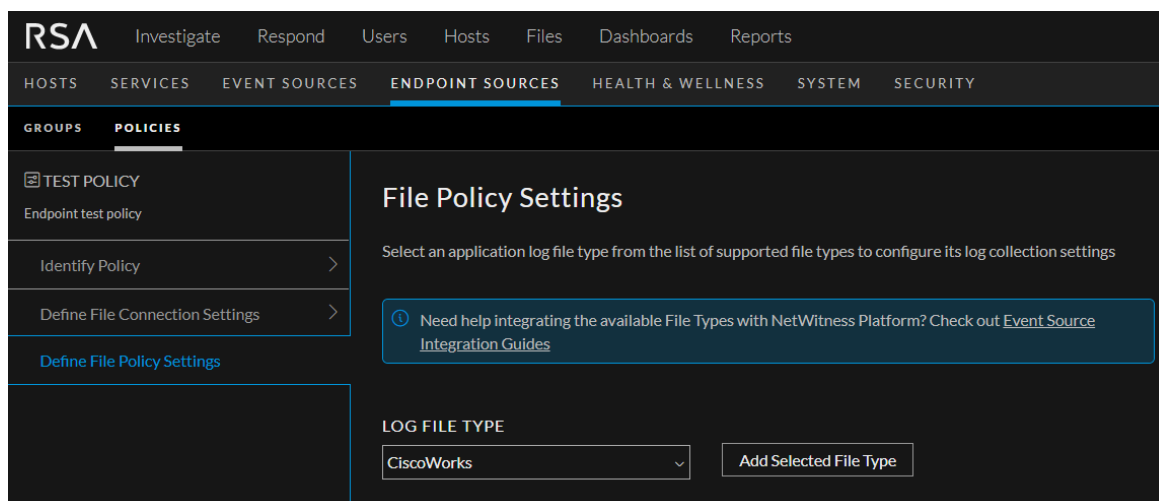 RSA Investigate Respond Users Hosts Files Dashboards Reports
HOSTS SERVICES EVENT SOURCES ENDPOINT SOURCES HEALTH & WELLNESS SYSTEM SECURITY
GROUPS POLICIES
TEST POLICY
Endpoint test policy
Identify Policy
Define File Connection Settings
Define File Policy Settings
File Policy Settings
Select an application log file type from the list of supported file types to configure its log collection settings
Need help integrating the available File Types with NetWitness Platform? Check out Event Source
Integration Guides
LOG FILE TYPE
CiscoWorks
Add Selected File Type